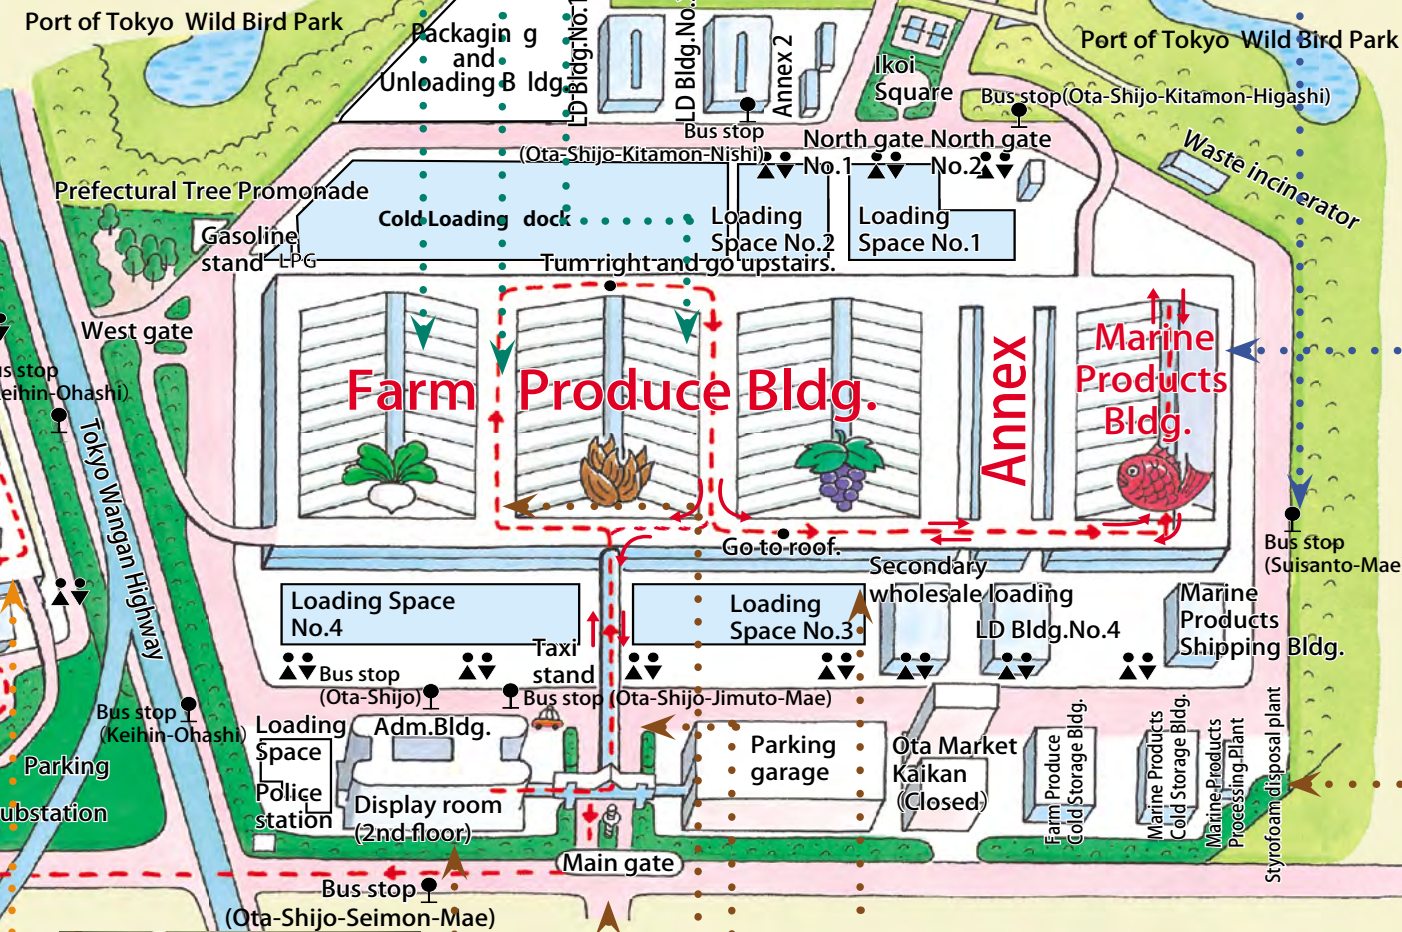 Port of Tokyo Wild Bird Park
Packagin g
and
Unloading B ldg.
LD Bldg.No.1
LD Bldg.No.
Annex 2
Ikoi
Square
Port of Tokyo Wild Bird Park
Bus stop(Ota-Shijo-Kitamon-Higashi)
Bus stop
(Ota-Shijo-Kitamon-Nishi)
North gate
No.1
North gate
No.2
Waste incinerator
Prefectural Tree Promonade
Cold Loading dock
Loading
Space No.2
Loading
Space No.1
Gasoline
stand LPG
Tum right and go upstairs.
West gate
us stop
eihin-Ohashi)
Farm Produce Bldg.
Annex
Marine
Products
Bldg.
Tokyo Wangan Highway
Go to roof.
Bus stop
(Suisanto-Mae
Secondary
wholesale loading
Loading Space
No.4
Loading
Space No.3
LD Bldg.No.4
Marine
Products
Shipping Bldg.
Taxi
stand
Bus stop
(Ota-Shijo)
Bus stop (Ota-Shijo-Jimuto-Mae)
Bus stop
(Keihin-Ohashi)
Loading
Space
Adm.Bldg.
Police
station
Display room
(2nd floor)
Parking
garage
Ota Market
Kaikan
(Closed)
Farm Produce
Cold Storage Bldg.
Marine Products
Cold Storage Bldg.
Marine Products
Processing Plant
Styrofoam disposal plant
Parking
ubstation
Main gate
Bus stop
(Ota-Shijo-Seimon-Mae)